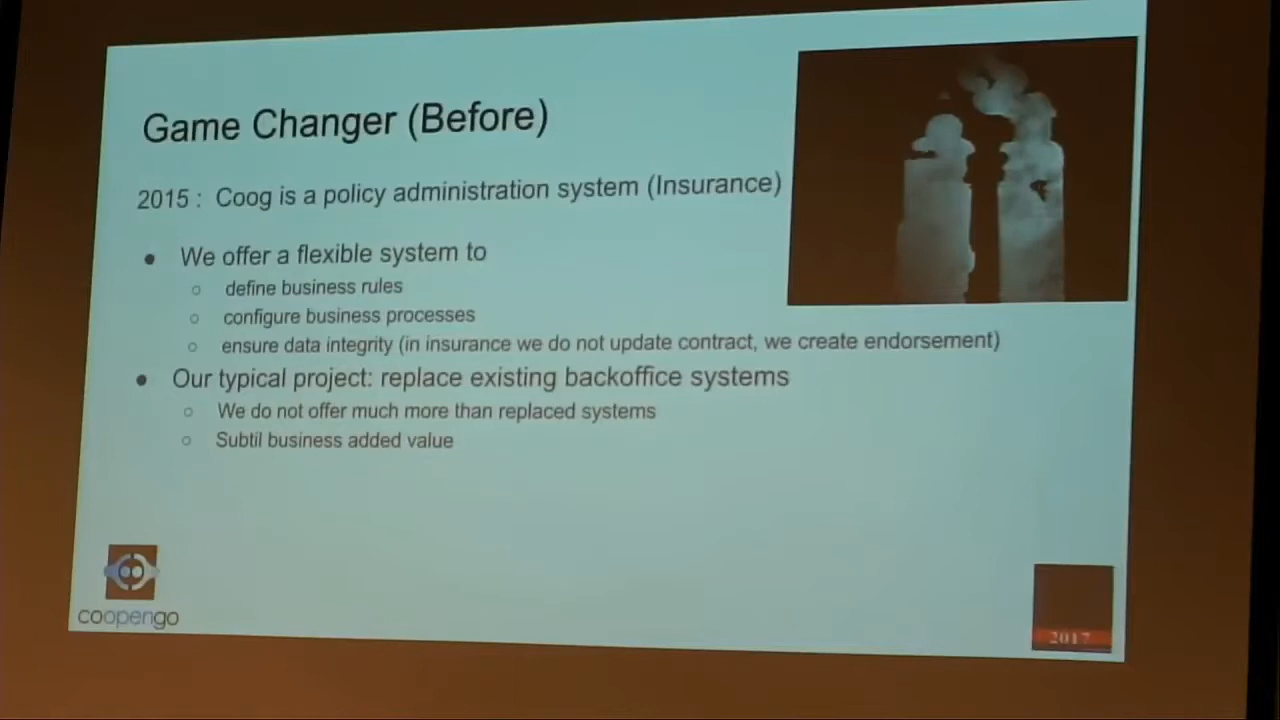 Game Changer (Before)
2015 : Coog is a policy administration system (Insurance)
● We offer a flexible system to
○ define business rules
○ configure business processes
○ ensure data integrity (in insurance we do not update contract, we create endorsement)
● Our typical project: replace existing backoffice systems
○ We do not offer much more than replaced systems
○ Subtil business added value
coopengo
2017